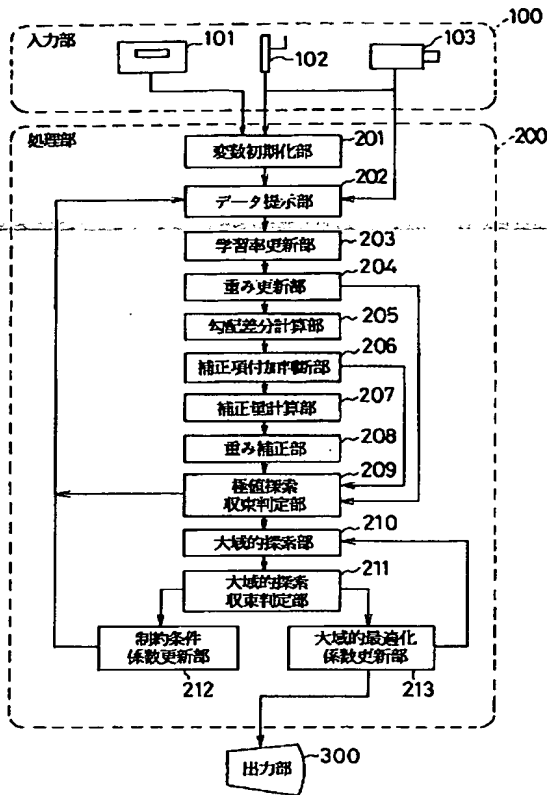 入力部
101
102
103
100
処理部
200
変数初期化部
201
データ提示部
202
学習率更新部
203
重み更新部
204
勾配差分計算部
205
補正項付加判断部
206
補正量計算部
207
重み補正部
208
極値探索
収束判定部
209
大域的探索部
210
大域的探索
収束判定部
211
制約条件
係数更新部
212
大域的最適化
係数更新部
213
出力部
300